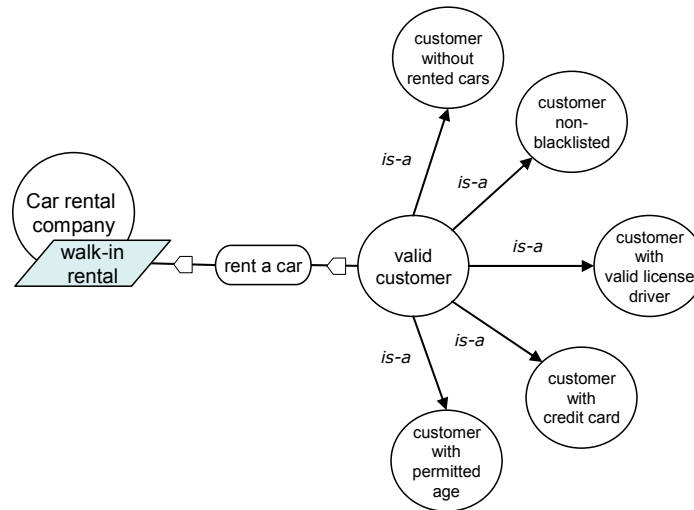 customer
without
rented cars
customer
non-
blacklisted
is-a
is-a
Car rental
company
walk-in
rental
rent a car
valid
customer
is-a
customer
with
valid license
driver
is-a
is-a
customer
with
credit card
customer
with
permitted
age